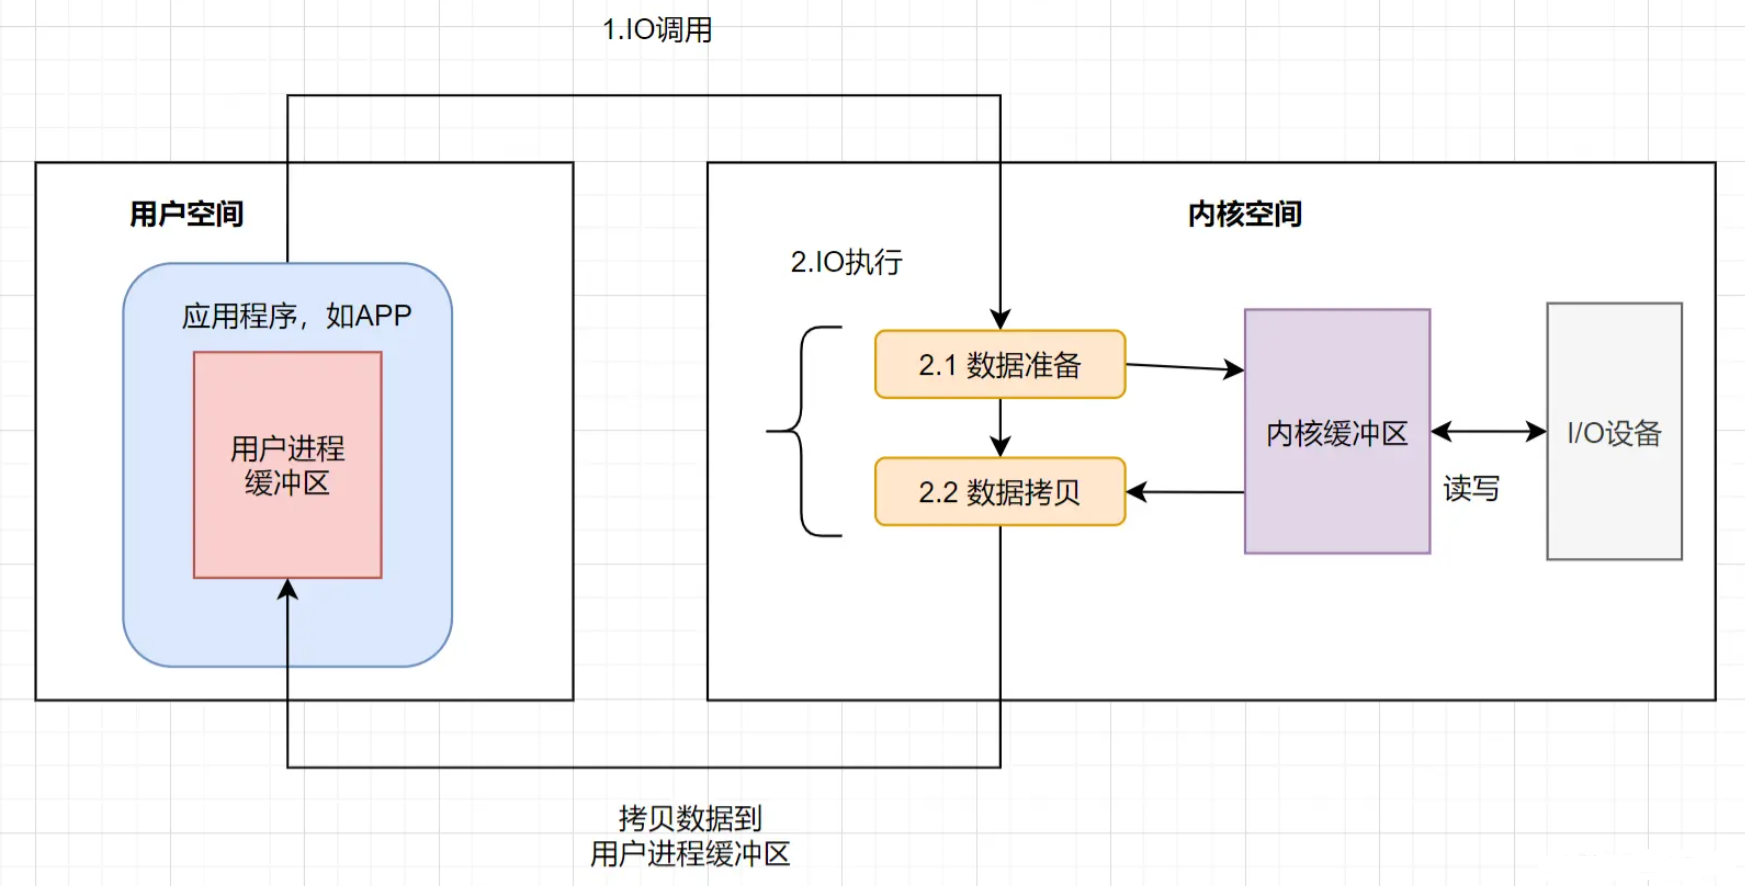 1.IO调用
用户空间
内核空间
2.IO执行
应用程序，如APP
2.1 数据准备
用户进程
缓冲区
内核缓冲区
I/O设备
读写
2.2 数据拷贝
拷贝数据到
用户进程缓冲区